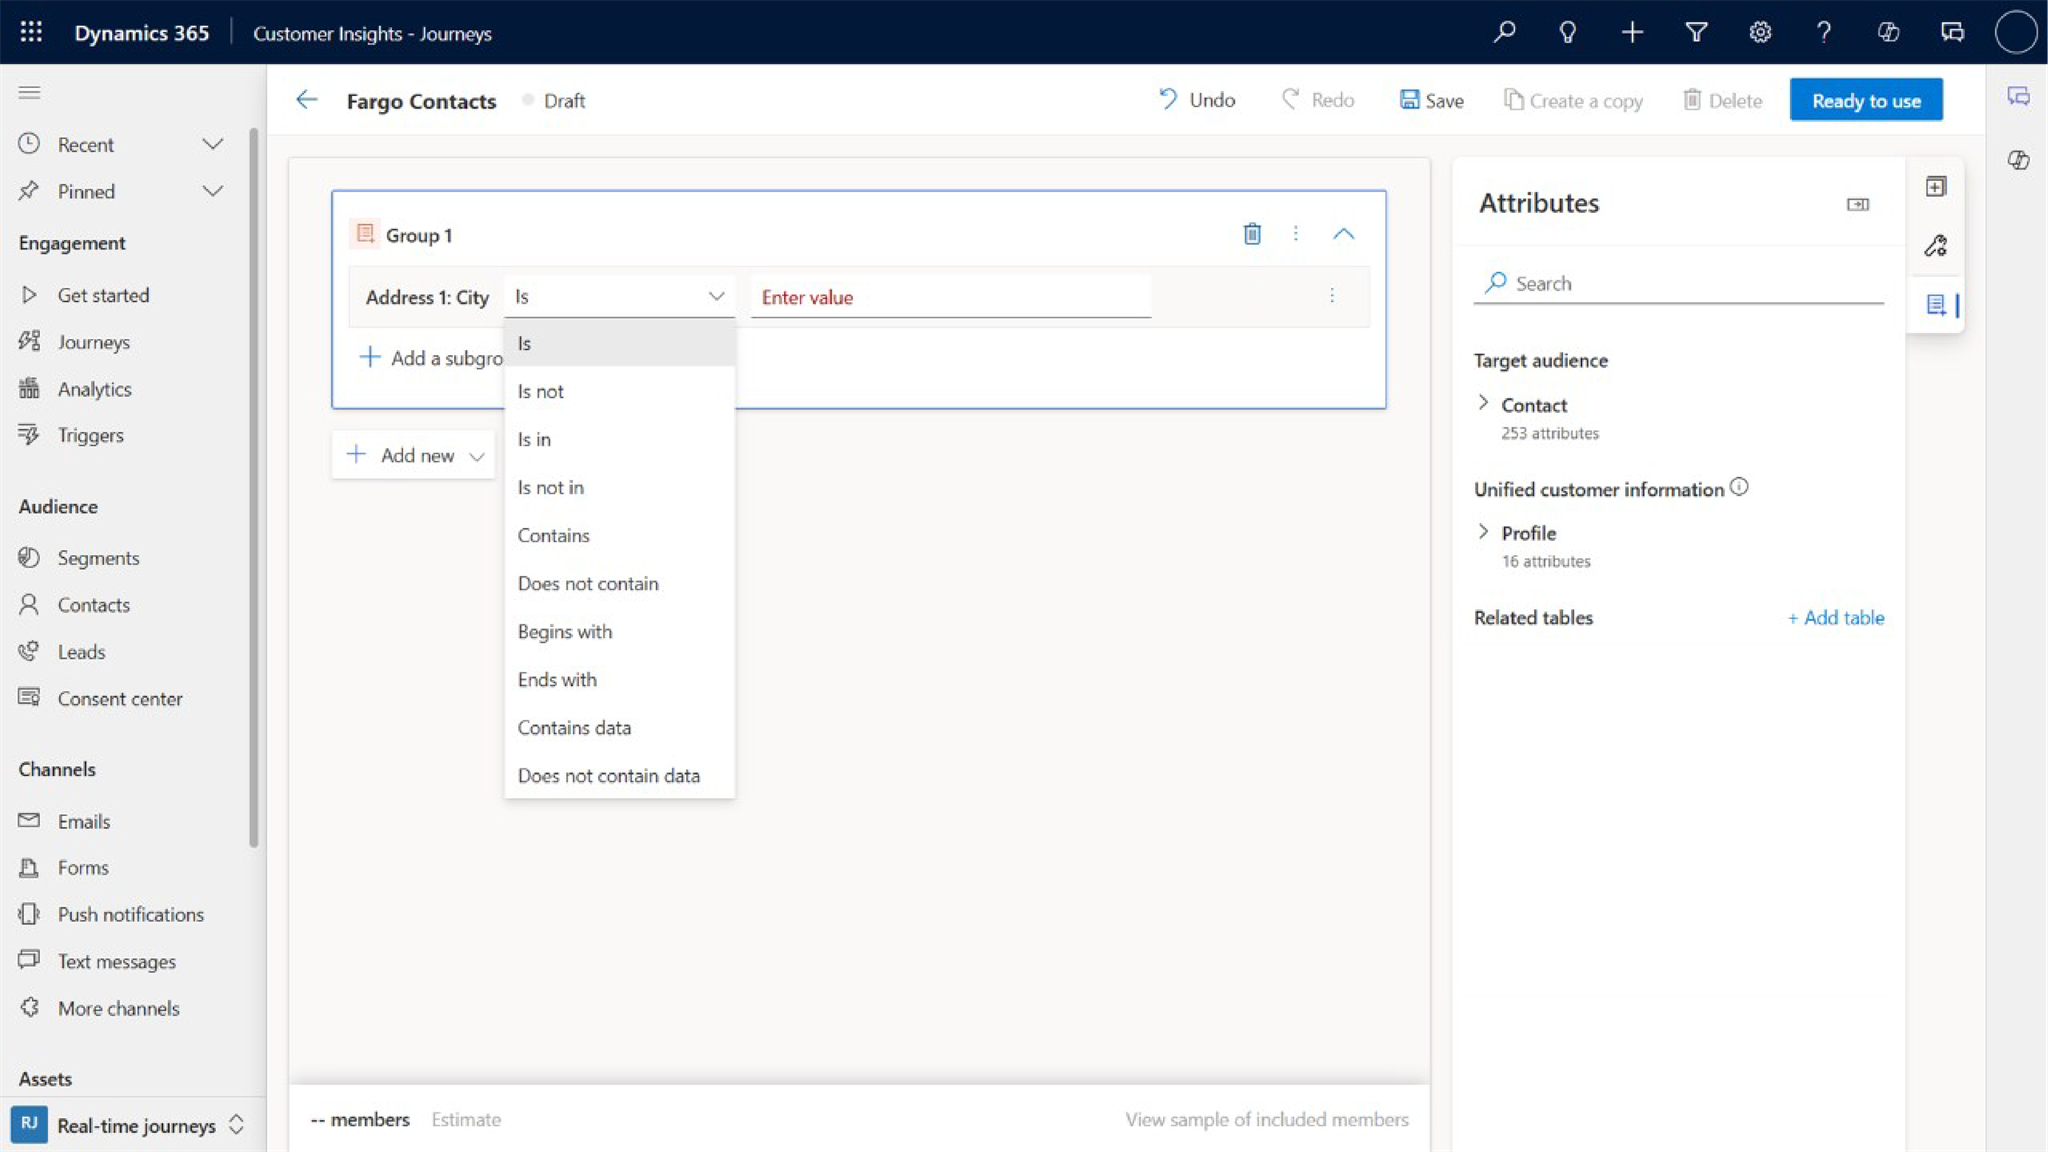 Dynamics 365
Customer Insights - Journeys
Recent
Pinned
Engagement
Get started
Journeys
Analytics
Triggers
Audience
Segments
Contacts
Leads
Consent center
Channels
Emails
Forms
Push notifications
Text messages
More channels
Assets
RJ Real-time journeys
Fargo Contacts
Draft
Undo
Redo
Save
Create a copy
Delete
Ready to use
Group 1
Address 1: City
Is
Enter value
Is
Is not
Is in
Is not in
Contains
Does not contain
Begins with
Ends with
Contains data
Does not contain data
Add a subgro
Add new
-- members
Estimate
View sample of included members
Attributes
Search
Target audience
Contact
253 attributes
Unified customer information
Profile
16 attributes
Related tables
+ Add table